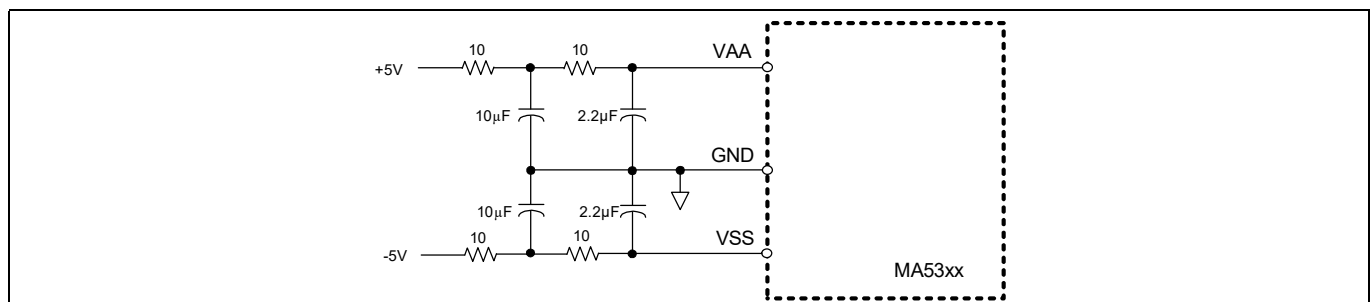 10 10 VAA
+5V
10μF 2.2μF
GND
10μF 2.2μF
10 10 VSS
-5V
MA53xx